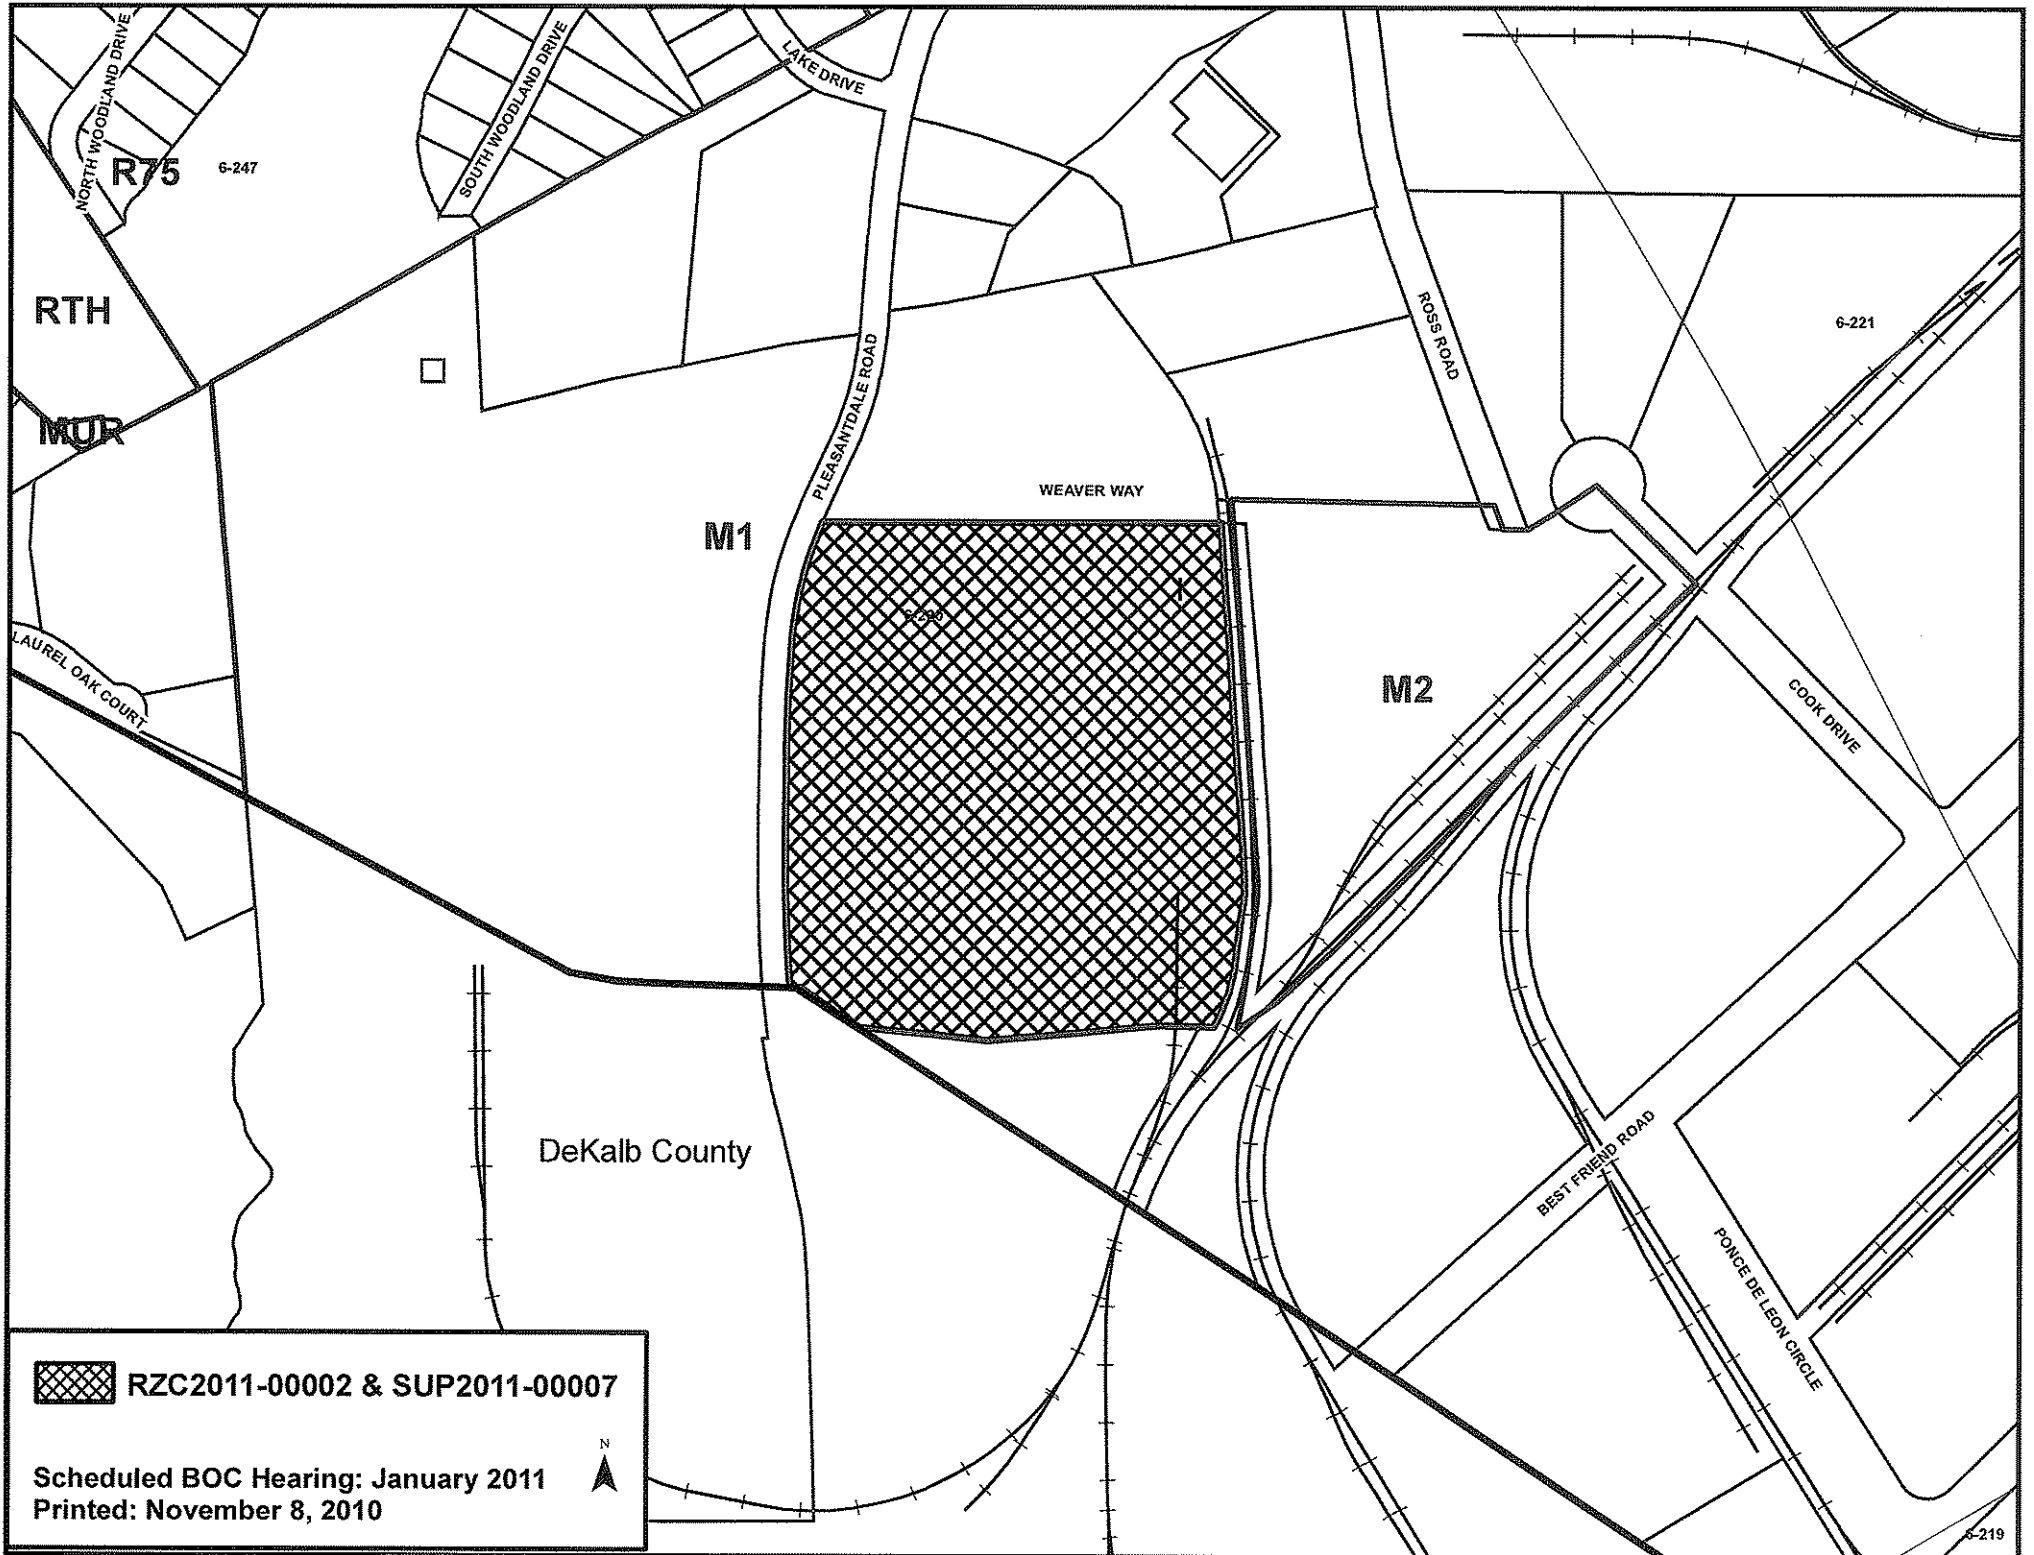 NORTH WOODLAND DRIVE
SOUTH WOODLAND DRIVE
LAKE DRIVE
R75
6-247
RTH
ROSS ROAD
6-221
PLEASANTDALE ROAD
MUR
WEAVER WAY
M1
LAUREL OAK COURT
M2
COOK DRIVE
DeKalb County
BEST FRIEND ROAD
PONCE DE LEON CIRCLE
RZC2011-00002 & SUP2011-00007
N
Scheduled BOC Hearing: January 2011
Printed: November 8, 2010
6-219